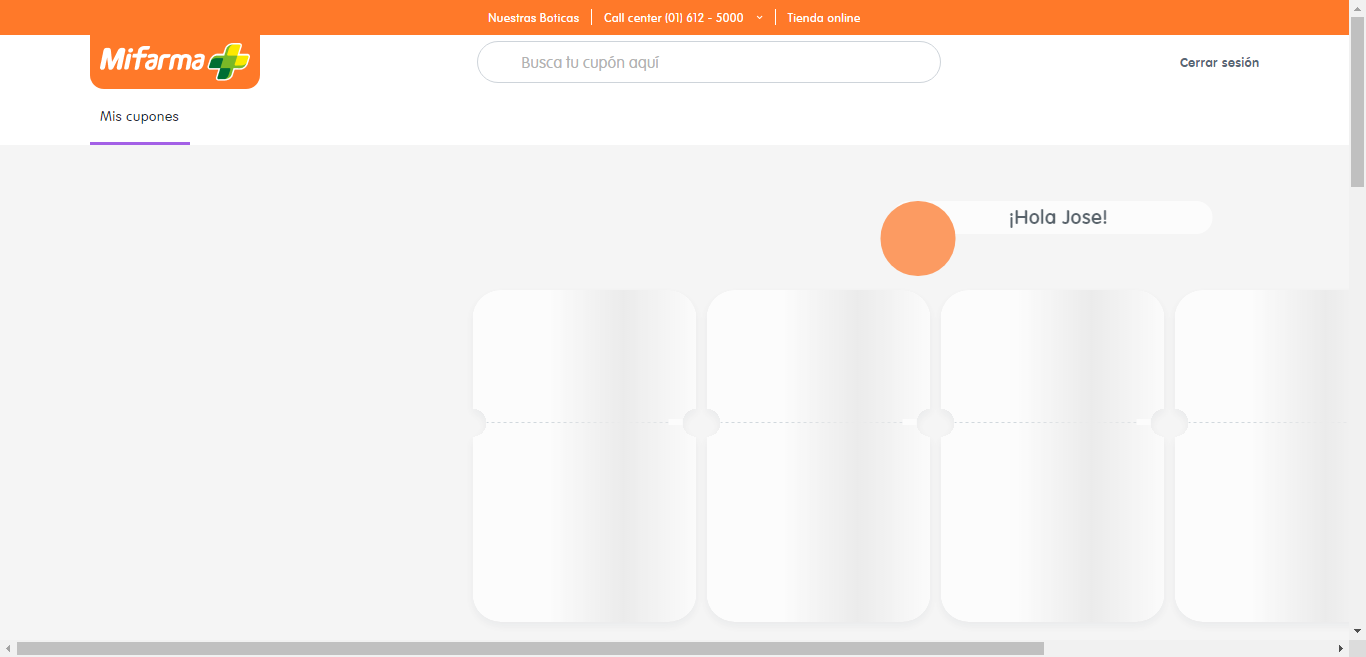 Nuestras Boticas
Call center (01) 612 - 5000
Tienda online
Mifarma
Busca tu cupón aquí
Cerrar sesión
Mis cupones
¡Hola Jose!